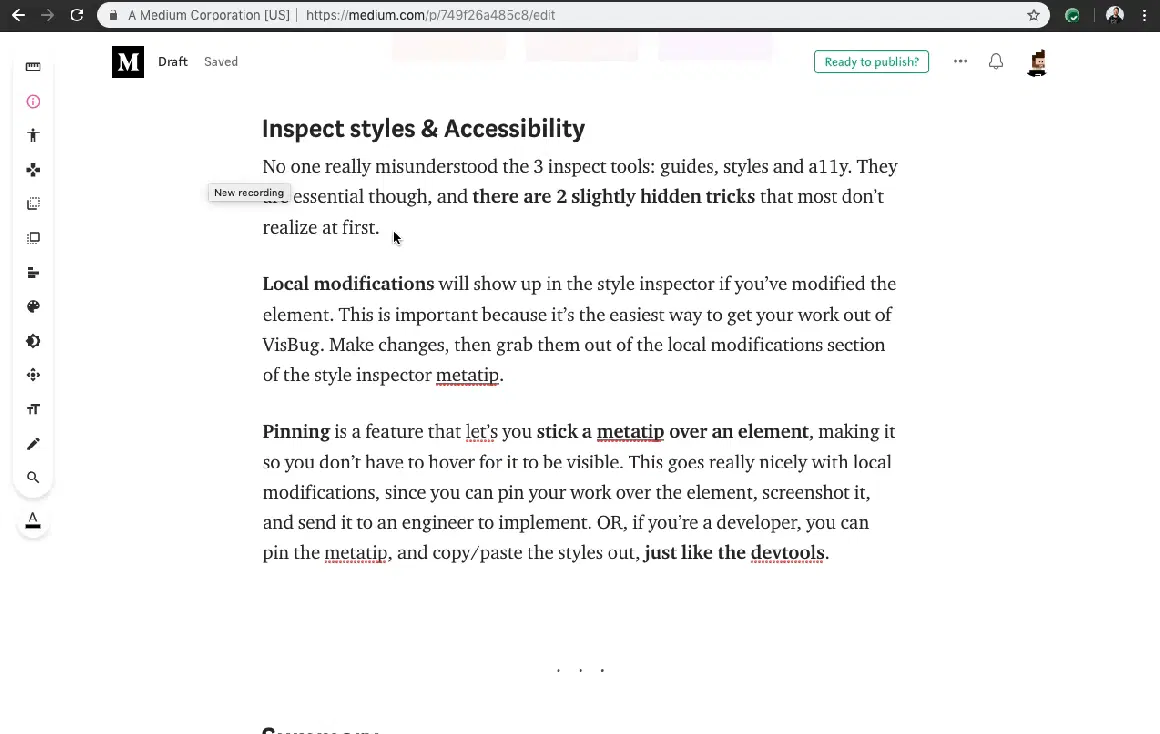 A Medium Corporation [US] | https://medium.com/p/749f26a485c8/edit
M Draft Saved Ready to publish?
Inspect styles & Accessibility
No one really misunderstood the 3 inspect tools: guides, styles and a11y. They
New recording
essential though, and there are 2 slightly hidden tricks that most don’t
realize at first.
Local modifications will show up in the style inspector if you’ve modified the
element. This is important because it’s the easiest way to get your work out of
VisBug. Make changes, then grab them out of the local modifications section
of the style inspector metatip.
Pinning is a feature that let’s you stick a metatip over an element, making it
so you don’t have to hover for it to be visible. This goes really nicely with local
modifications, since you can pin your work over the element, screenshot it,
and send it to an engineer to implement. OR, if you’re a developer, you can
pin the metatip, and copy/paste the styles out, just like the devtools.
. . .